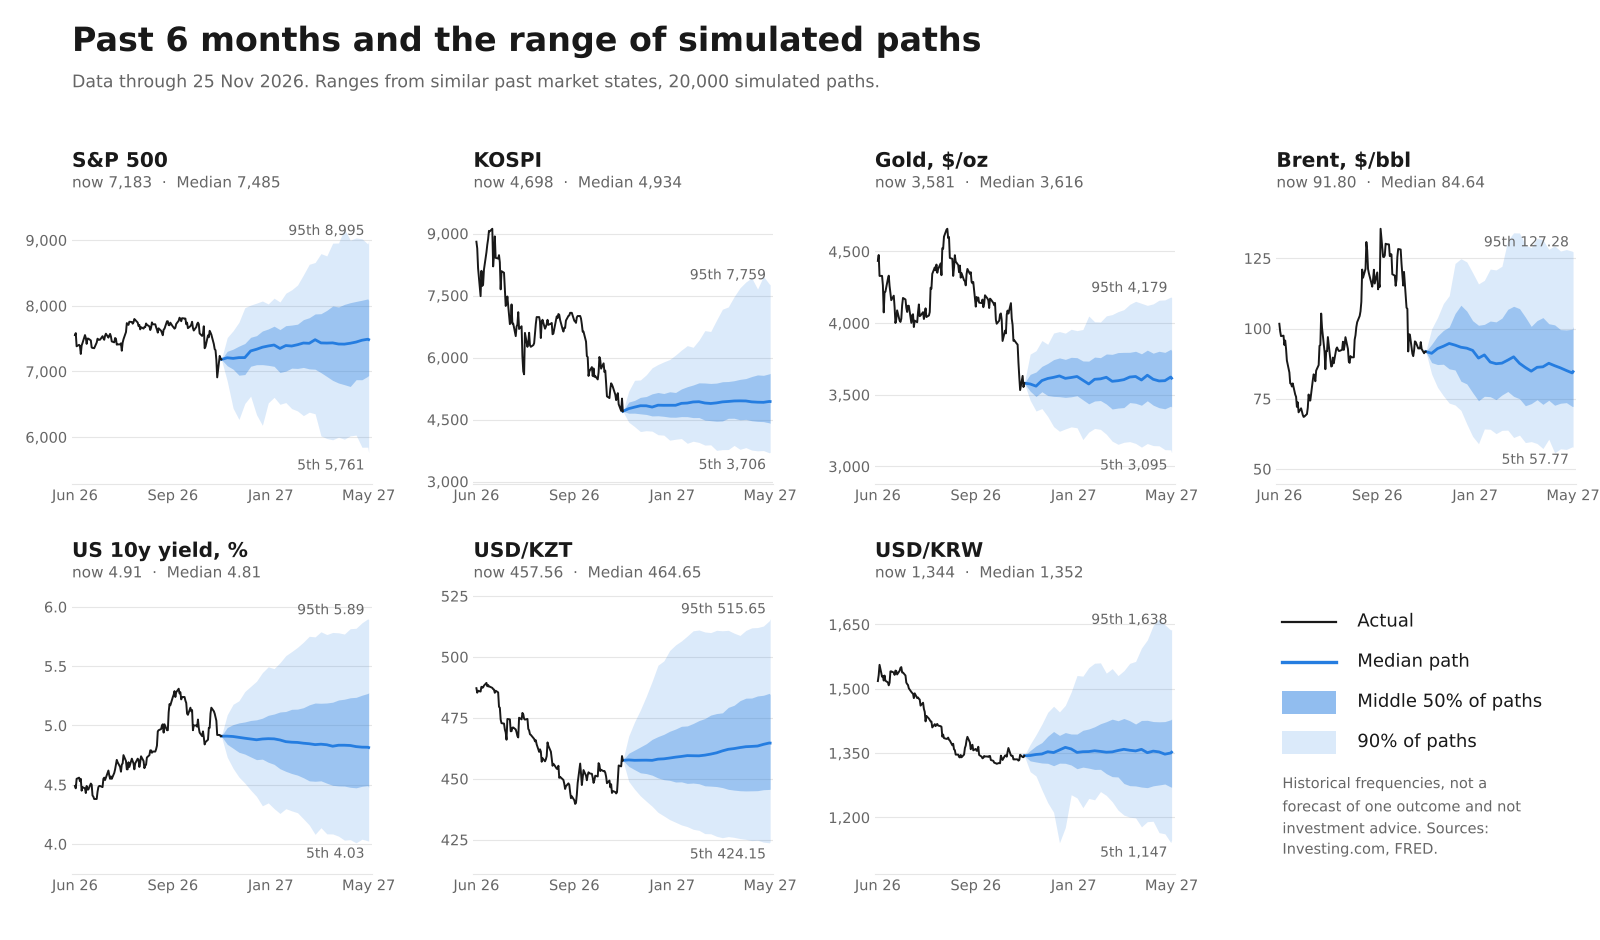 Past 6 months and the range of simulated paths
Data through 25 Nov 2026. Ranges from similar past market states, 20,000 simulated paths.
S&P 500
now 7,183 · Median 7,485
95th 8,995
9,000
8,000
7,000
6,000
5th 5,761
Jun 26 Sep 26 Jan 27 May 27
KOSPI
now 4,698 · Median 4,934
9,000
95th 7,759
7,500
6,000
4,500
5th 3,706
3,000
Jun 26 Sep 26 Jan 27 May 27
Gold, $/oz
now 3,581 · Median 3,616
4,500
95th 4,179
4,000
3,500
3,000
5th 3,095
Jun 26 Sep 26 Jan 27 May 27
Brent, $/bbl
now 91.80 · Median 84.64
95th 127.28
125
100
75
5th 57.77
50
Jun 26 Sep 26 Jan 27 May 27
US 10y yield, %
now 4.91 · Median 4.81
6.0
95th 5.89
5.5
5.0
4.5
4.0
5th 4.03
Jun 26 Sep 26 Jan 27 May 27
USD/KZT
now 457.56 · Median 464.65
525
95th 515.65
500
475
450
425
5th 424.15
Jun 26 Sep 26 Jan 27 May 27
USD/KRW
now 1,344 · Median 1,352
95th 1,638
1,650
1,500
1,350
1,200
5th 1,147
Jun 26 Sep 26 Jan 27 May 27
Actual
Median path
Middle 50% of paths
90% of paths
Historical frequencies, not a
forecast of one outcome and not
investment advice. Sources:
Investing.com, FRED.